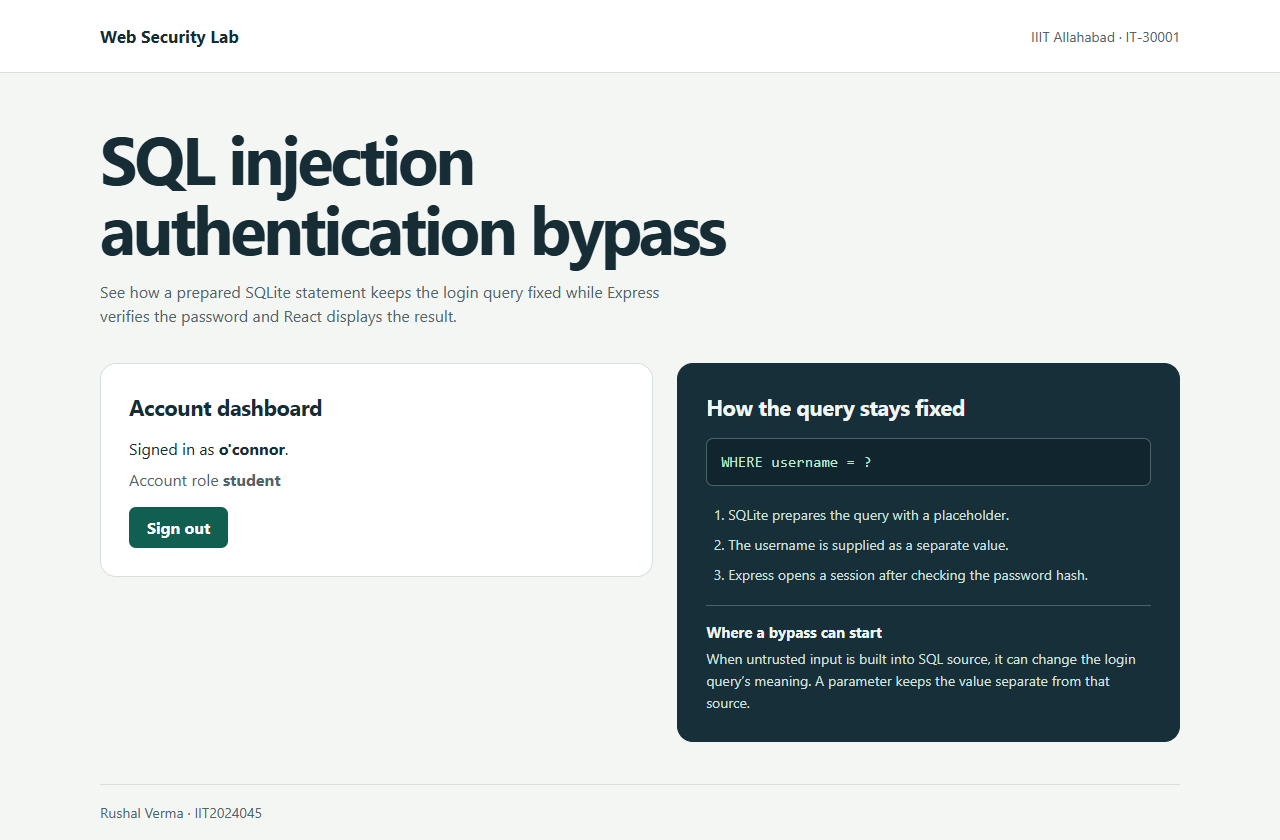 Web Security Lab
IIIT Allahabad · IT-30001
SQL injection
authentication bypass
See how a prepared SQLite statement keeps the login query fixed while Express
verifies the password and React displays the result.
Account dashboard
Signed in as o'connor.
Account role student
Sign out
How the query stays fixed
WHERE username = ?
1. SQLite prepares the query with a placeholder.
2. The username is supplied as a separate value.
3. Express opens a session after checking the password hash.
Where a bypass can start
When untrusted input is built into SQL source, it can change the login
query’s meaning. A parameter keeps the value separate from that
source.
Rushal Verma · IIT2024045